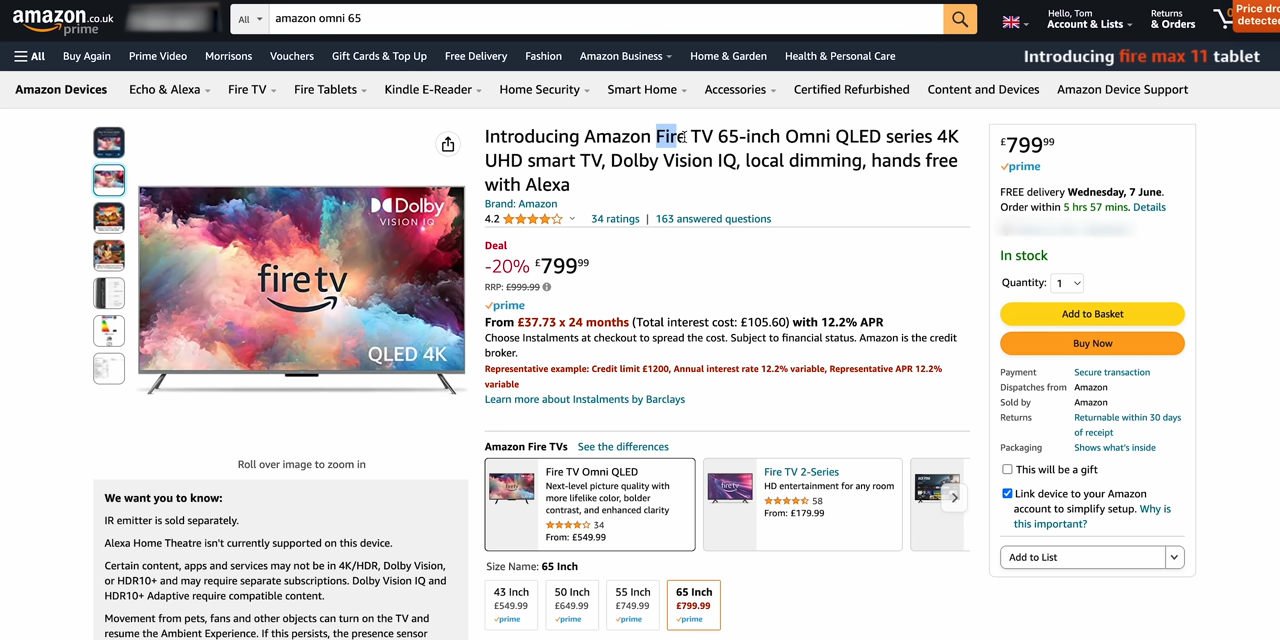 amazon.co.uk
prime
All
amazon omni 65
Hello, Tom
Account & Lists
Returns
& Orders
0
Price dro
detected
All
Buy Again
Prime Video
Morrisons
Vouchers
Gift Cards & Top Up
Free Delivery
Fashion
Amazon Business
Home & Garden
Health & Personal Care
Introducing fire max 11 tablet
Amazon Devices
Echo & Alexa
Fire TV
Fire Tablets
Kindle E-Reader
Home Security
Smart Home
Accessories
Certified Refurbished
Content and Devices
Amazon Device Support
Dolby
VISION IQ
fire tv
QLED 4K
Roll over image to zoom in
We want you to know:
IR emitter is sold separately.
Alexa Home Theatre isn't currently supported on this device.
Certain content, apps and services may not be in 4K/HDR, Dolby Vision,
or HDR10+ and may require separate subscriptions. Dolby Vision IQ and
HDR10+ Adaptive require compatible content.
Movement from pets, fans and other objects can turn on the TV and
resume the Ambient Experience. If this persists, the presence sensor
Introducing Amazon Fire TV 65-inch Omni QLED series 4K
UHD smart TV, Dolby Vision IQ, local dimming, hands free
with Alexa
Brand: Amazon
4.2
34 ratings | 163 answered questions
Deal
-20% £799⁹⁹
RRP: £999.99
prime
From £37.73 x 24 months (Total interest cost: £105.60) with 12.2% APR
Choose Instalments at checkout to spread the cost. Subject to financial status. Amazon is the credit
broker.
Representative example: Credit limit £1200, Annual interest rate 12.2% variable, Representative APR 12.2%
variable
Learn more about Instalments by Barclays
Amazon Fire TVs See the differences
Fire TV Omni QLED
Next-level picture quality with
more lifelike color, bolder
contrast, and enhanced clarity
34
From: £549.99
fire tv
Fire TV 2-Series
HD entertainment for any room
58
From: £179.99
Size Name: 65 Inch
43 Inch
£549.99
prime
50 Inch
£649.99
prime
55 Inch
£749.99
prime
65 Inch
£799.99
prime
£799⁹⁹
prime
FREE delivery Wednesday, 7 June.
Order within 5 hrs 57 mins. Details
In stock
Quantity: 1
Add to Basket
Buy Now
Payment Secure transaction
Dispatches from Amazon
Sold by Amazon
Returns Returnable within 30 days
of receipt
Packaging Shows what's inside
This will be a gift
Link device to your Amazon
account to simplify setup. Why is
this important?
Add to List